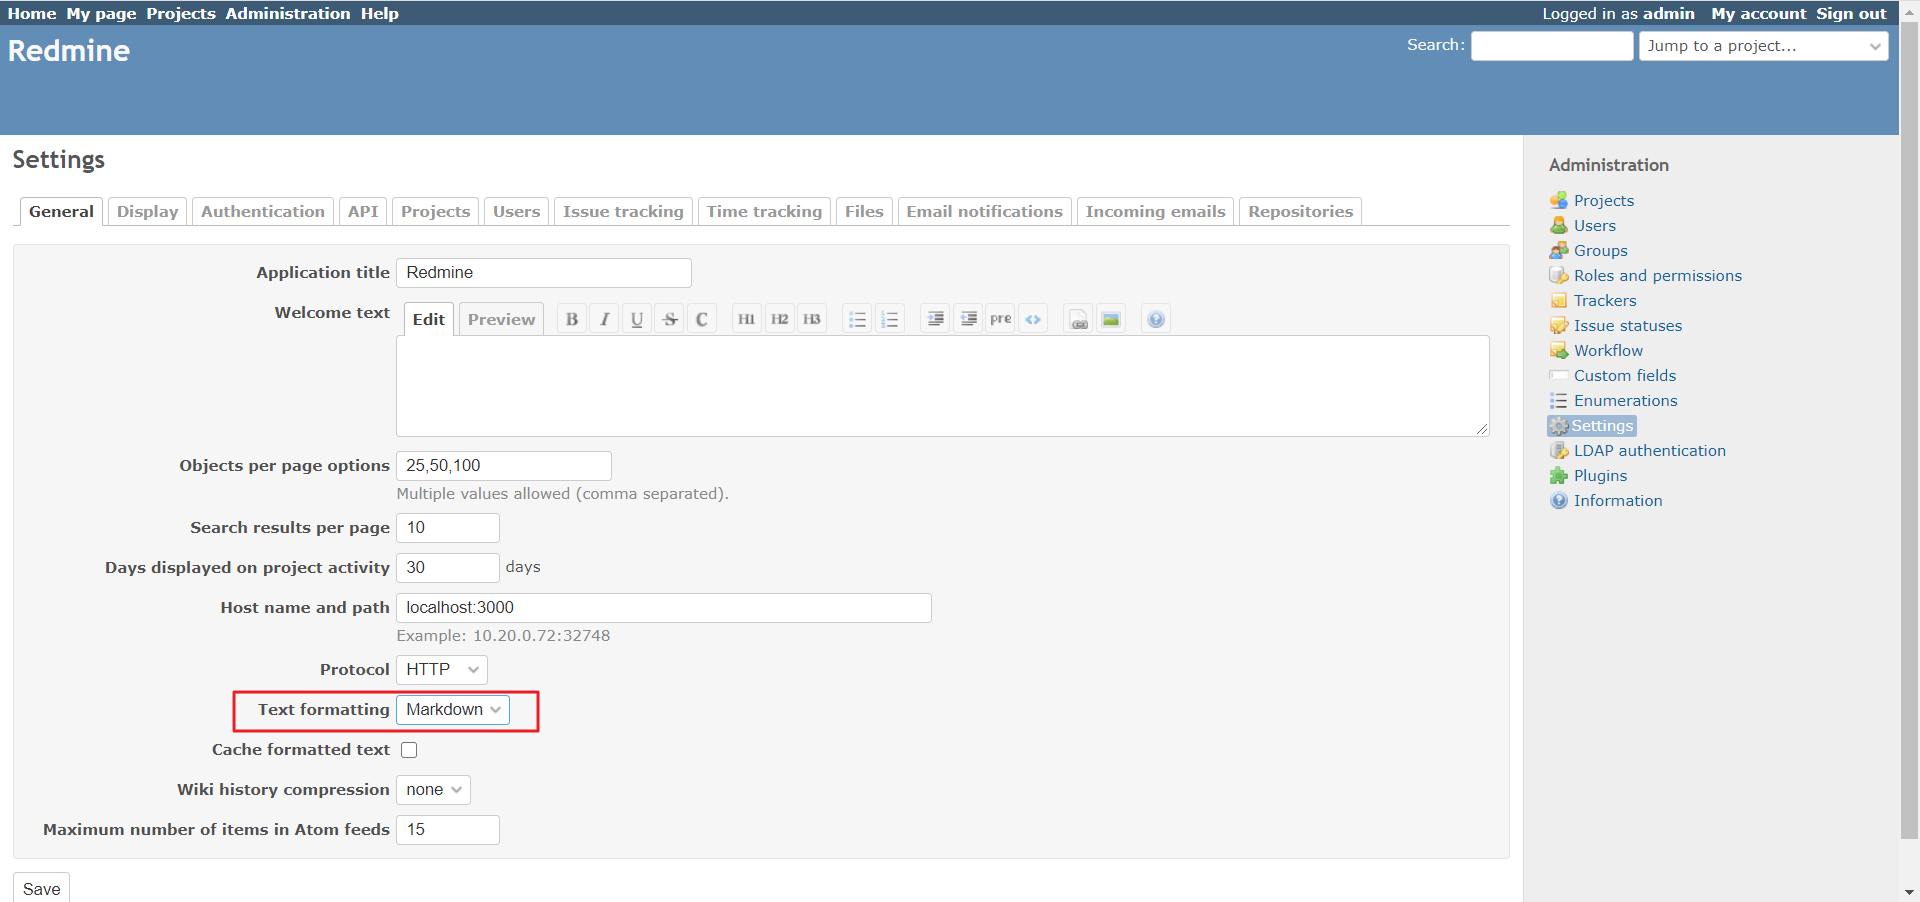 Home My page Projects Administration Help
Logged in as admin My account Sign out
Redmine
Search: Jump to a project...
Settings
General Display Authentication API Projects Users Issue tracking Time tracking Files Email notifications Incoming emails Repositories
Application title Redmine
Welcome text Edit Preview B I U S C H1 H2 H3 pre <>
Objects per page options 25,50,100
Multiple values allowed (comma separated).
Search results per page 10
Days displayed on project activity 30 days
Host name and path localhost:3000
Example: 10.20.0.72:32748
Protocol HTTP
Text formatting Markdown
Cache formatted text
Wiki history compression none
Maximum number of items in Atom feeds 15
Save
Administration
Projects
Users
Groups
Roles and permissions
Trackers
Issue statuses
Workflow
Custom fields
Enumerations
Settings
LDAP authentication
Plugins
Information